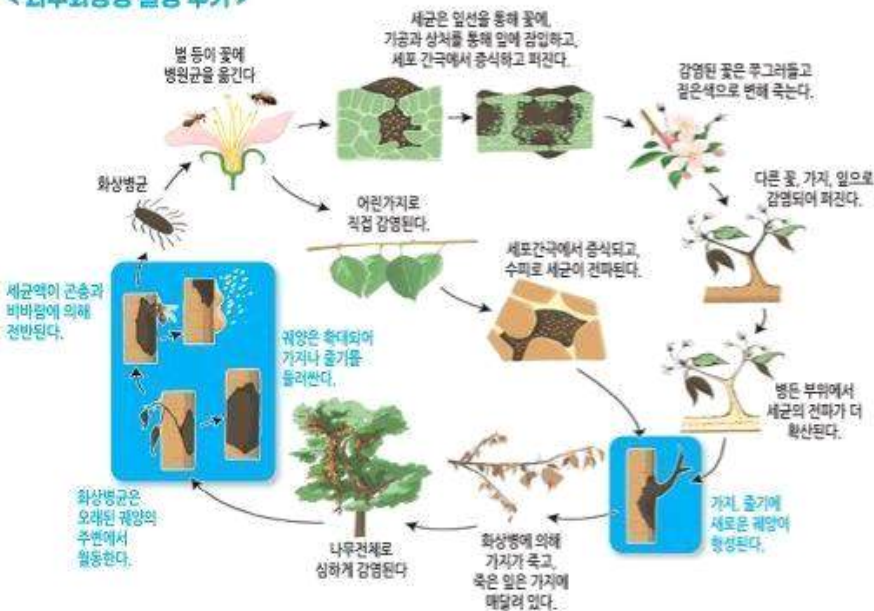 벌 등이 꽃에
병원균을 옮긴다
세균은 잎선을 통해 꽃에,
기공과 상처를 통해 잎에 잠입하고,
세포 간극에서 증식하고 퍼진다.
감염된 꽃은 쭈그러들고
짙은색으로 변해 죽는다.
다른 꽃, 가지, 잎으로
감염되어 퍼진다.
병든 부위에서
세균의 전파가 더
확산된다.
화상병균
어린가지로
직접 감염된다.
세포간극에서 증식되고,
수피로 세균이 전파된다.
가지, 줄기에
새로운 궤양이
형성된다.
화상병에 의해
가지가 죽고,
죽은 잎은 가지에
매달려 있다.
나무전체로
심하게 감염된다
화상병균은
오래된 궤양의
주변에서
월동한다.
궤양은 확대되어
가지나 줄기를
둘러싼다.
세균액이 곤충과
비바람에 의해
전반된다.